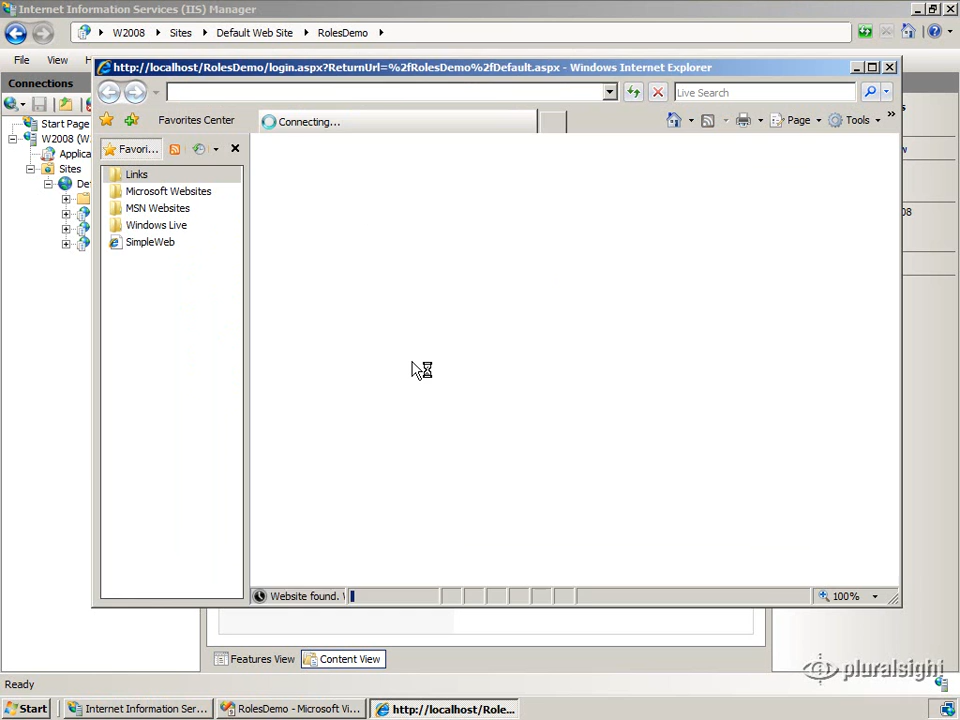 Internet Information Services (IIS) Manager
W2008
Sites
Default Web Site
RolesDemo
File
View
Connections
Start Page
W2008 (W
Applica
Sites
De
http://localhost/RolesDemo/login.aspx?ReturnUrl=%2fRolesDemo%2fDefault.aspx - Windows Internet Explorer
Live Search
Favorites Center
Connecting...
Page
Tools
Favori...
Links
Microsoft Websites
MSN Websites
Windows Live
SimpleWeb
Website found.
100%
Features View
Content View
Ready
pluralsight
Start
Internet Information Ser...
RolesDemo - Microsoft Vi...
http://localhost/Role...